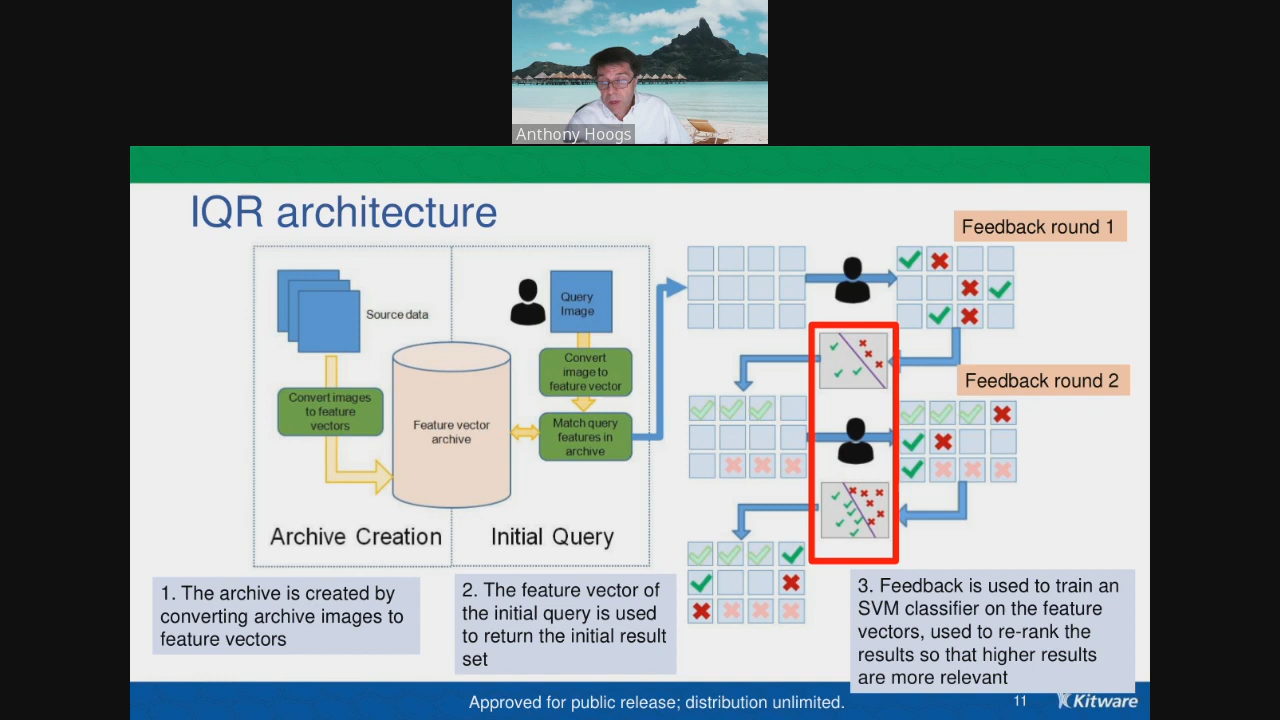 Anthony Hoogs
IQR architecture
Feedback round 1
Source data
Query
Image
Convert
image to
feature vector
Feedback round 2
Convert images
to feature
vectors
Feature vector
archive
Match query
features in
archive
Archive Creation
Initial Query
1. The archive is created by
converting archive images to
feature vectors
2. The feature vector of
the initial query is used
to return the initial result
set
3. Feedback is used to train an
SVM classifier on the feature
vectors, used to re-rank the
results so that higher results
are more relevant
Approved for public release; distribution unlimited.
11
Kitware